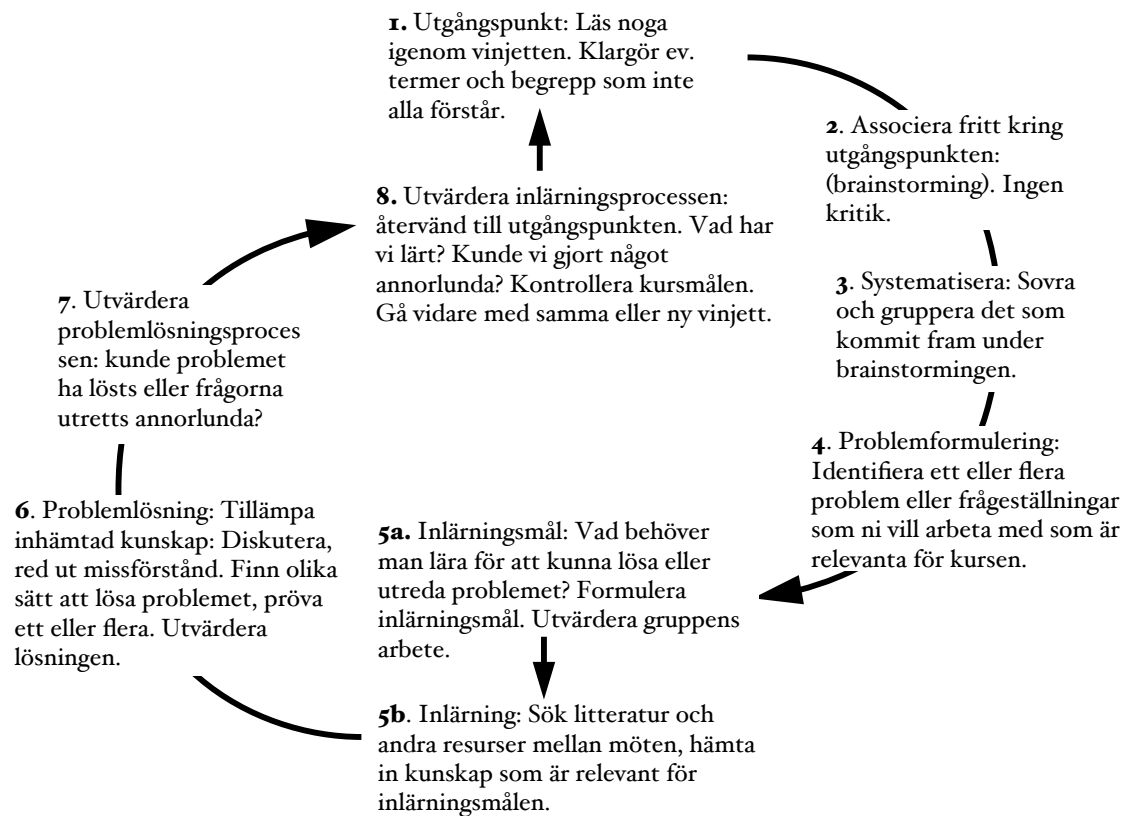 1. Utgångspunkt: Läs noga
igenom vinjetten. Klargör ev.
termer och begrepp som inte
alla förstår.
2. Associera fritt kring
utgångspunkten:
(brainstorming). Ingen
kritik.
3. Systematisera: Sovra
och gruppera det som
kommit fram under
brainstormingen.
4. Problemformulering:
Identifiera ett eller flera
problem eller frågeställningar
som ni vill arbeta med som är
relevanta för kursen.
5a. Inlärningsmål: Vad behöver
man lära för att kunna lösa eller
utreda problemet? Formulera
inlärningsmål. Utvärdera gruppens
arbete.
5b. Inlärning: Sök litteratur och
andra resurser mellan möten, hämta
in kunskap som är relevant för
inlärningsmålen.
6. Problemlösning: Tillämpa
inhämtad kunskap: Diskutera,
red ut missförstånd. Finn olika
sätt att lösa problemet, pröva
ett eller flera. Utvärdera
lösningen.
7. Utvärdera
problemlösningsproces
sen: kunde problemet
ha lösts eller frågorna
utretts annorlunda?
8. Utvärdera inlärningsprocessen:
återvänd till utgångspunkten. Vad har
vi lärt? Kunde vi gjort något
annorlunda? Kontrollera kursmålen.
Gå vidare med samma eller ny vinjett.